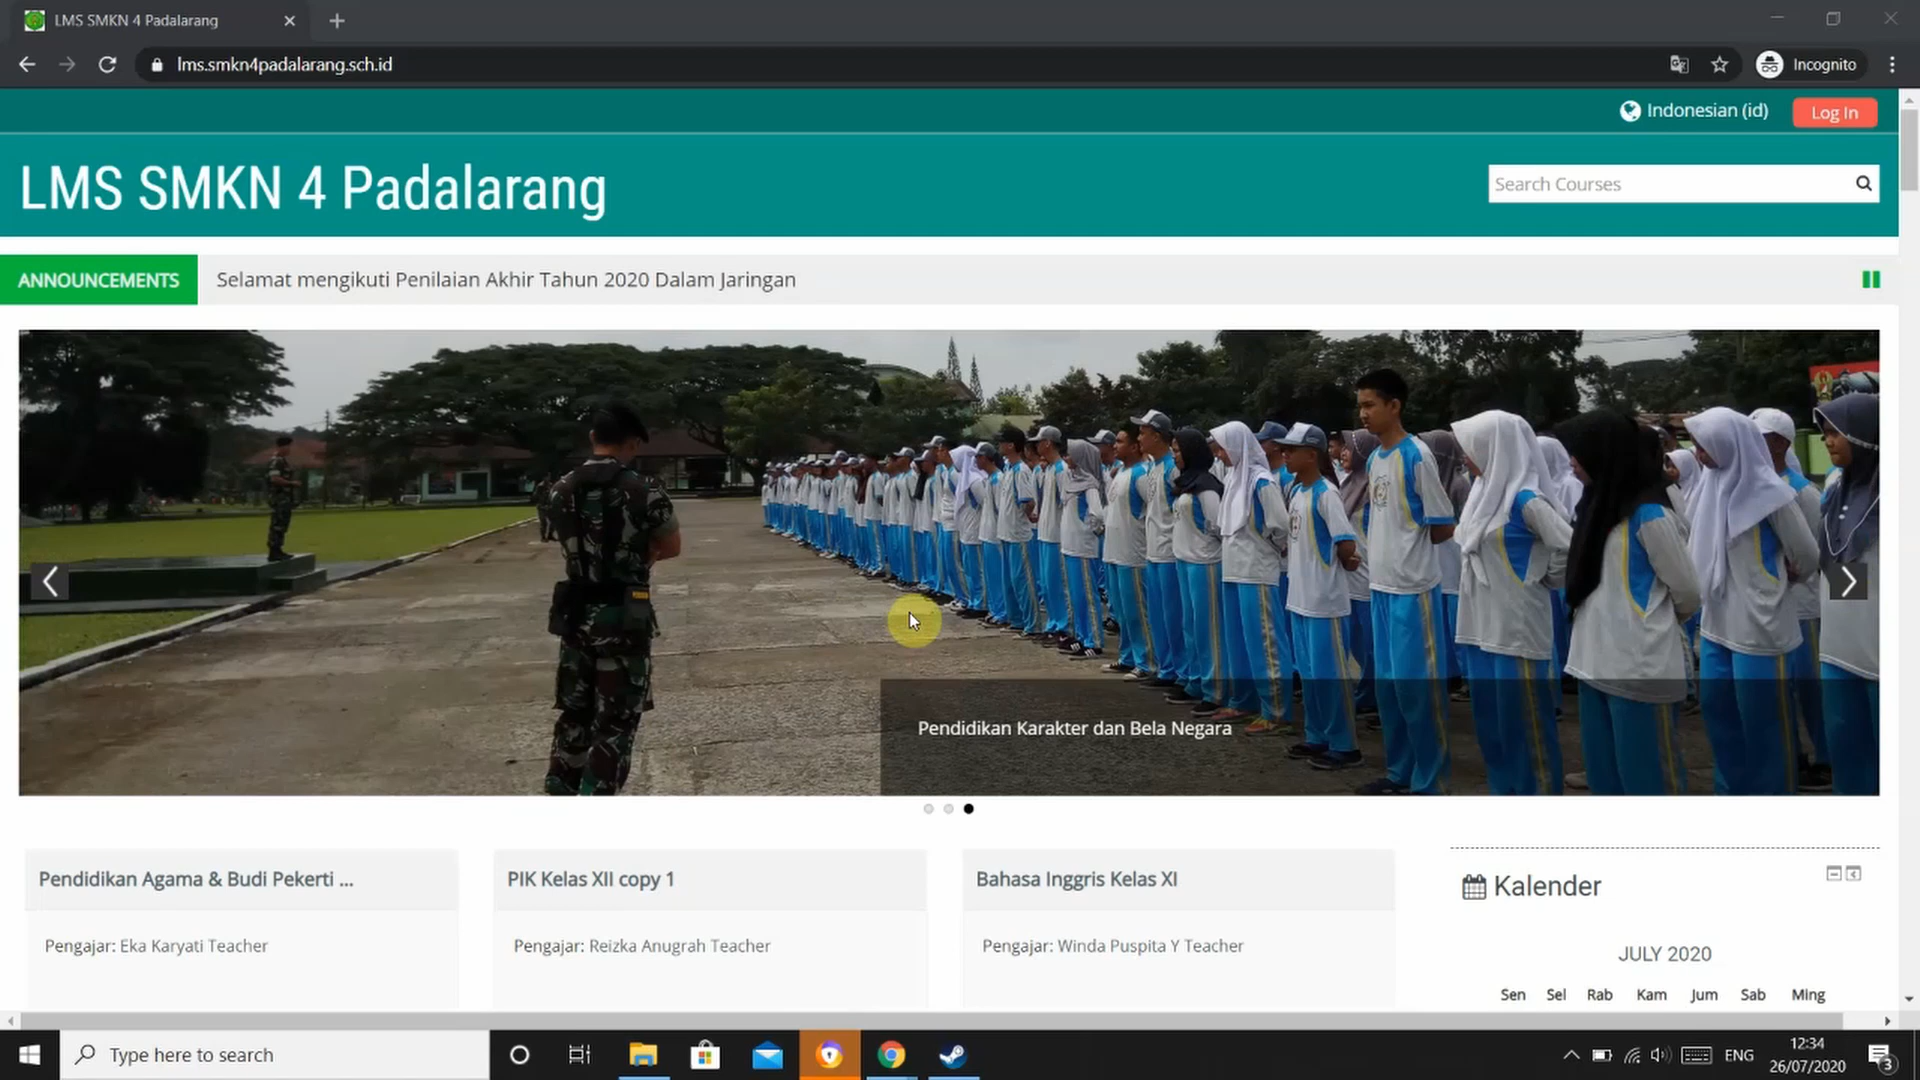 LMS SMKN 4 Padalarang
lms.smkn4padalarang.sch.id
Incognito
Indonesian (id)
Log In
LMS SMKN 4 Padalarang
Search Courses
ANNOUNCEMENTS
Selamat mengikuti Penilaian Akhir Tahun 2020 Dalam Jaringan
Pendidikan Karakter dan Bela Negara
Pendidikan Agama & Budi Pekerti ...
PIK Kelas XII copy 1
Bahasa Inggris Kelas XI
Kalender
Pengajar: Eka Karyati Teacher
Pengajar: Reizka Anugrah Teacher
Pengajar: Winda Puspita Y Teacher
JULY 2020
Sen Sel Rab Kam Jum Sab Ming
Type here to search
ENG
12:34
26/07/2020
3